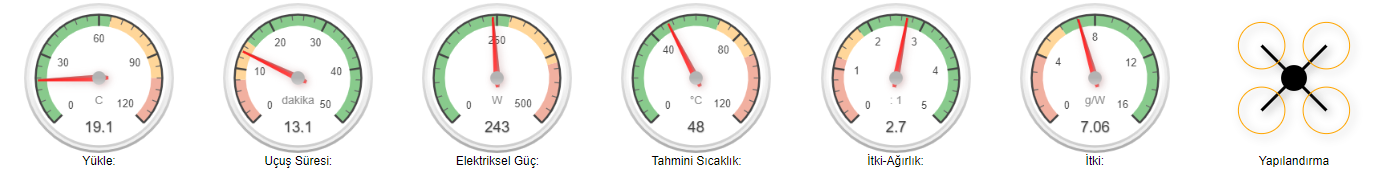 60
30 90
0 C 120
19.1
Yükle:
20 30
10 40
0 dakika 50
13.1
Uçuş Süresi:
250
0 W 500
243
Elektriksel Güç:
40 80
0 °C 120
48
Tahmini Sıcaklık:
2 3
1 4
0 : 1 5
2.7
İtki-Ağırlık:
8
4 12
0 g/W 16
7.06
İtki:
Yapılandırma